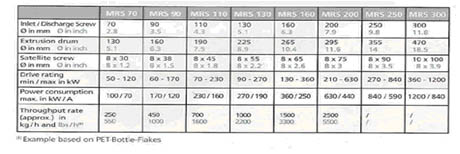 MRS 70 MRS 90 MRS 110 MRS 130 MRS 160 MRS 200 MRS 250 MRS 300
Inlet / Discharge Screw 70 90 110 130 160 200 250 300
Ø in mm Ø in inch 2.8 3.5 4.3 5.1 6.3 7.9 9.8 11.8
Extrusion drum 130 160 190 225 265 295 355 470
Ø in mm Ø in inch 5.1 6.3 7.5 8.9 10.4 11.6 14 18.5
Satellite screw 8 x 30 8 x 38 8 x 45 8 x 55 8 x 65 8 x 75 8 x 90 10 x 100
Ø in mm Ø in inch 8 x 1.2 8 x 1.5 8 x 1.8 8 x 2.2 8 x 2.6 8 x 3 8 x 3.5 8 x 3.9
Drive rating 50 - 120 60 - 170 70 - 230 90 - 270 130 - 360 210 - 630 270 - 840 360 - 1200
min / max in kW
Power consumption 100/70 170/120 230/160 270/190 360/250 630/440 840/590 1200/840
max. in kW / A
Throughput rate 250 450 700 1000 1500 2500 / /
(approx.) in 550 1000 1600 2200 3300 5500 / /
kg / h and lbs / h
Example based on PET-Bottle-Flakes